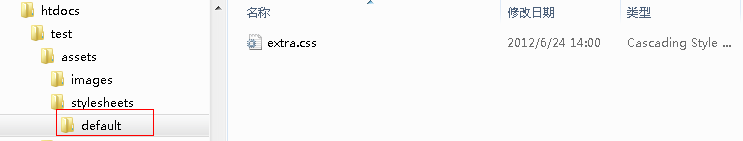 htdocs
test
assets
images
stylesheets
default
名称 修改日期 类型
extra.css 2012/6/24 14:00 Cascading Style ...